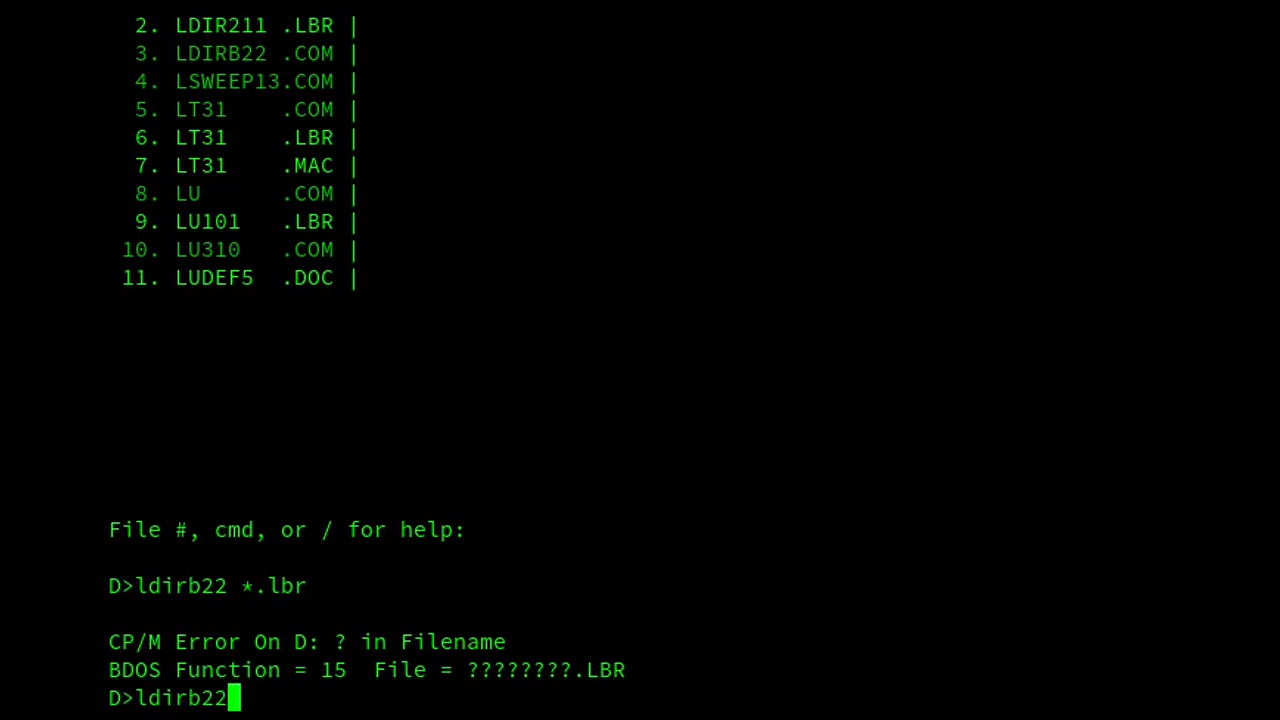 2. LDIR211 .LBR |
3. LDIRB22 .COM |
4. LSWEEP13.COM |
5. LT31    .COM |
6. LT31    .LBR |
7. LT31    .MAC |
8. LU      .COM |
9. LU101   .LBR |
10. LU310   .COM |
11. LUDEF5  .DOC |
File #, cmd, or / for help:
D>ldirb22 *.lbr
CP/M Error On D: ? in Filename
BDOS Function = 15  File = ????????.LBR
D>ldirb22